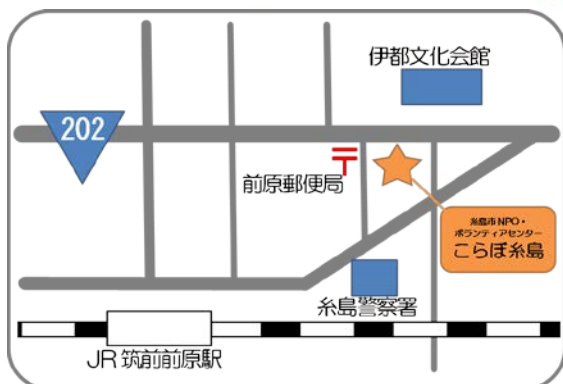 伊都文化会館
202
〒
前原郵便局
糸島市NPO・
ボランティアセンター
こらぼ糸島
糸島警察署
JR筑前前原駅